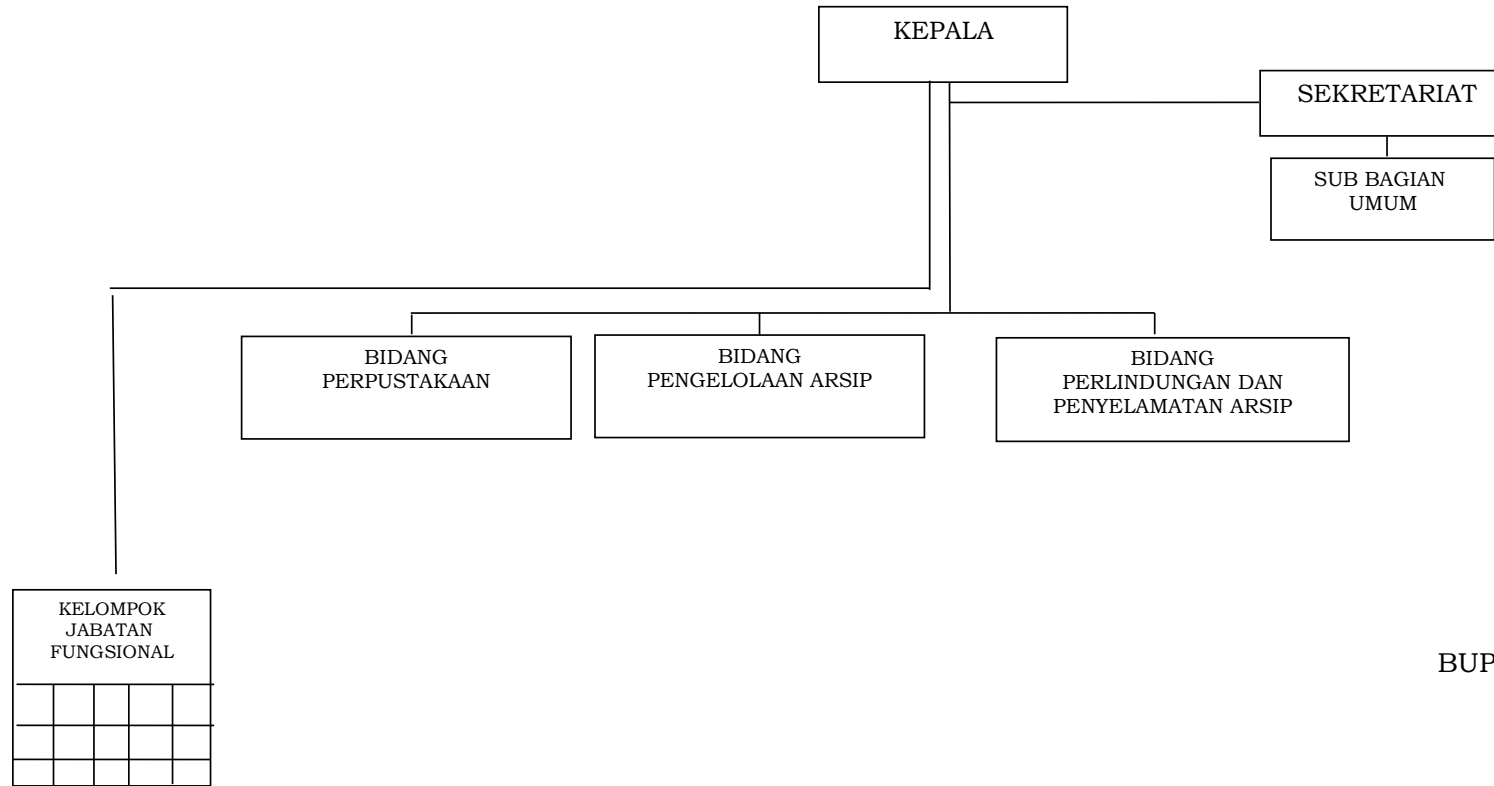 KEPALA
SEKRETARIAT
SUB BAGIAN
UMUM
BIDANG
PERPUSTAKAAN
BIDANG
PENGELOLAAN ARSIP
BIDANG
PERLINDUNGAN DAN
PENYELAMATAN ARSIP
KELOMPOK
JABATAN
FUNGSIONAL
BUP